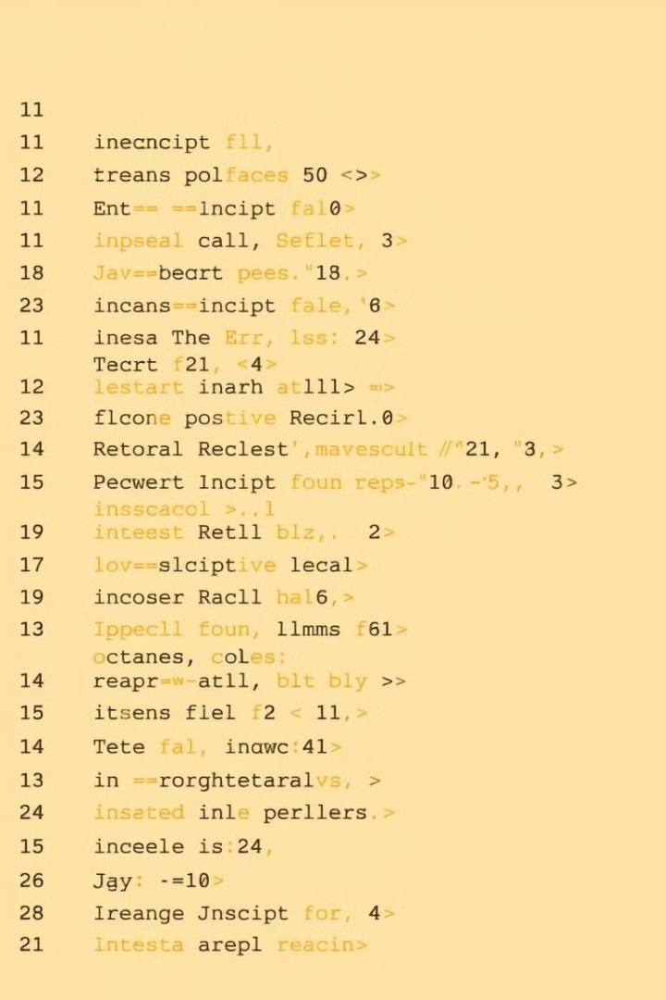 11
11 inecncipt fll,
12 treans polfaces 50 <>>
11 Ent== ==lncipt fal0>
11 inpseal call, Seflet, 3>
18 Jav==beart pees."18.>
23 incans==incipt fale,'6>
11 inesa The Err, lss: 24>
Tecrt f21, <4>
12 lestart inarh atlll> =>
23 flcone postive Recirl.0>
14 Retoral Reclest',mavescult //"21, "3,>
15 Pecwert Incipt foun reps-"10.-'5,, 3>
insscacol >..l
19 inteest Retll blz,. 2>
17 lov==slciptive lecal>
19 incoser Racll hal6,>
13 Ippecll foun, llmms f61>
octanes, coles:
14 reapr=w-atll, blt bly >>
15 itsens fiel f2 < 11,>
14 Tete fal, inawc:41>
13 in ==rorghtetaralvs, >
24 insated inle perllers.>
15 inceele is:24,
26 Jay: -=10>
28 Ireange Jnscipt for, 4>
21 lntesta arepl reacin>